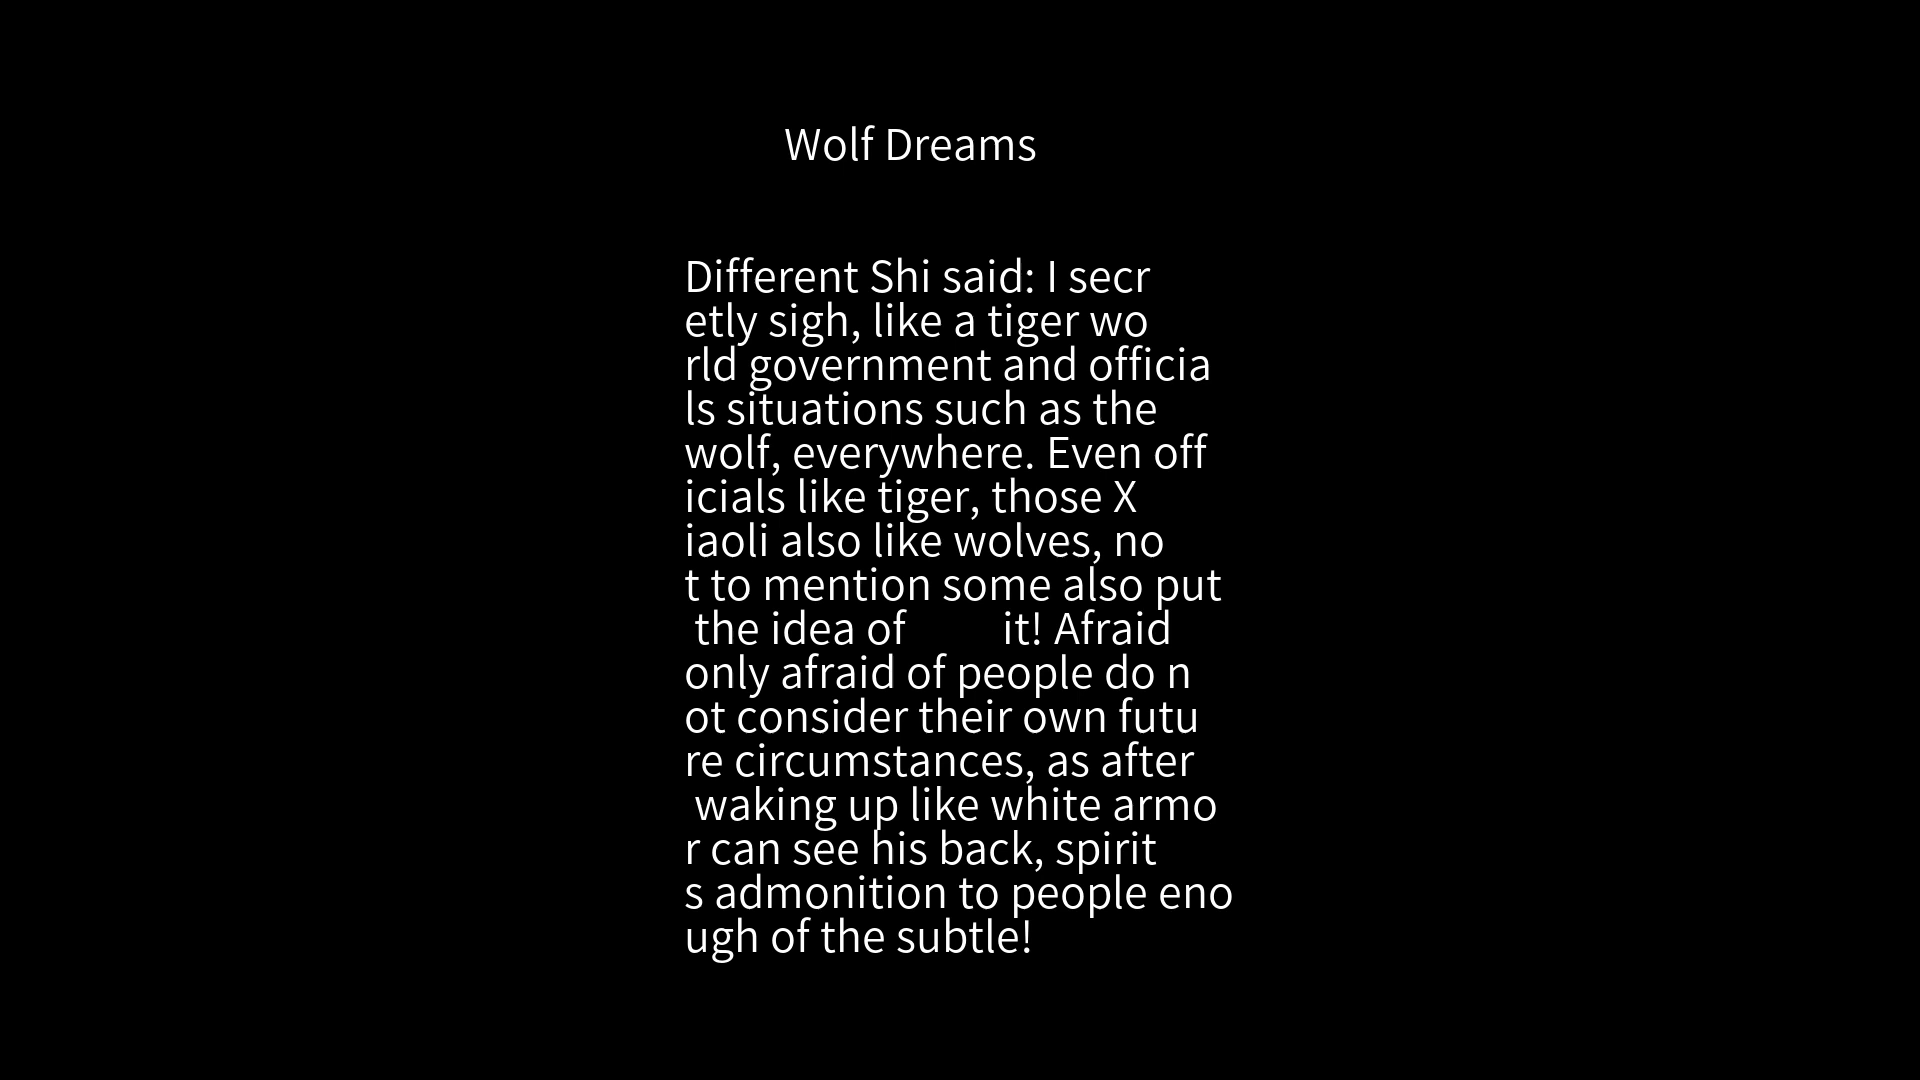 Wolf Dreams
Different Shi said: I secr
etly sigh, like a tiger wo
rld government and officia
ls situations such as the
wolf, everywhere. Even off
icials like tiger, those X
iaoli also like wolves, no
t to mention some also put
the idea of it! Afraid
only afraid of people do n
ot consider their own futu
re circumstances, as after
waking up like white armo
r can see his back, spirit
s admonition to people eno
ugh of the subtle!